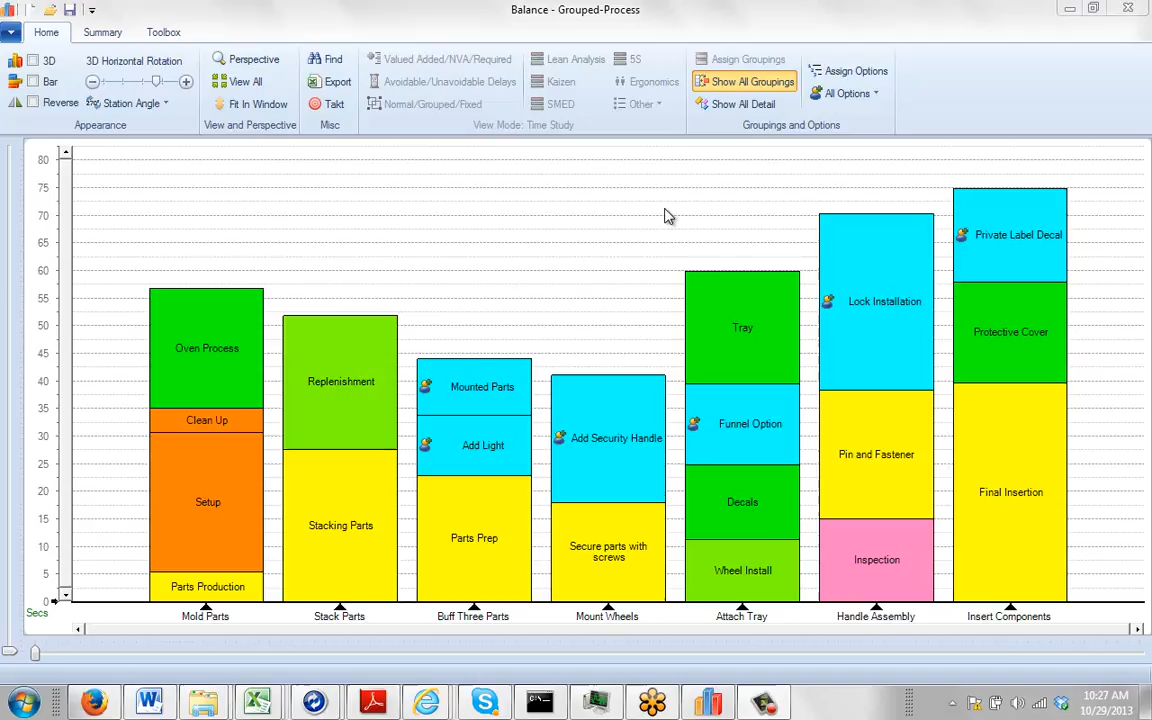 Balance - Grouped-Process
Home Summary Toolbox
3D 3D Horizontal Rotation
Bar
Reverse Station Angle
Appearance
Perspective
View All
Fit In Window
View and Perspective
Find
Export
Takt
Misc
Valued Added/NVA/Required
Avoidable/Unavoidable Delays
Normal/Grouped/Fixed
Lean Analysis
Kaizen
SMED
5S
Ergonomics
Other
View Mode: Time Study
Assign Groupings
Show All Groupings
Show All Detail
Assign Options
All Options
Groupings and Options
80
75
70
65
60
55
50
45
40
35
30
25
20
15
10
5
0
Secs
Oven Process
Clean Up
Setup
Parts Production
Mold Parts
Replenishment
Stacking Parts
Stack Parts
Mounted Parts
Add Light
Parts Prep
Buff Three Parts
Add Security Handle
Secure parts with
screws
Mount Wheels
Tray
Funnel Option
Decals
Wheel Install
Attach Tray
Lock Installation
Pin and Fastener
Inspection
Handle Assembly
Private Label Decal
Protective Cover
Final Insertion
Insert Components
10:27 AM
10/29/2013